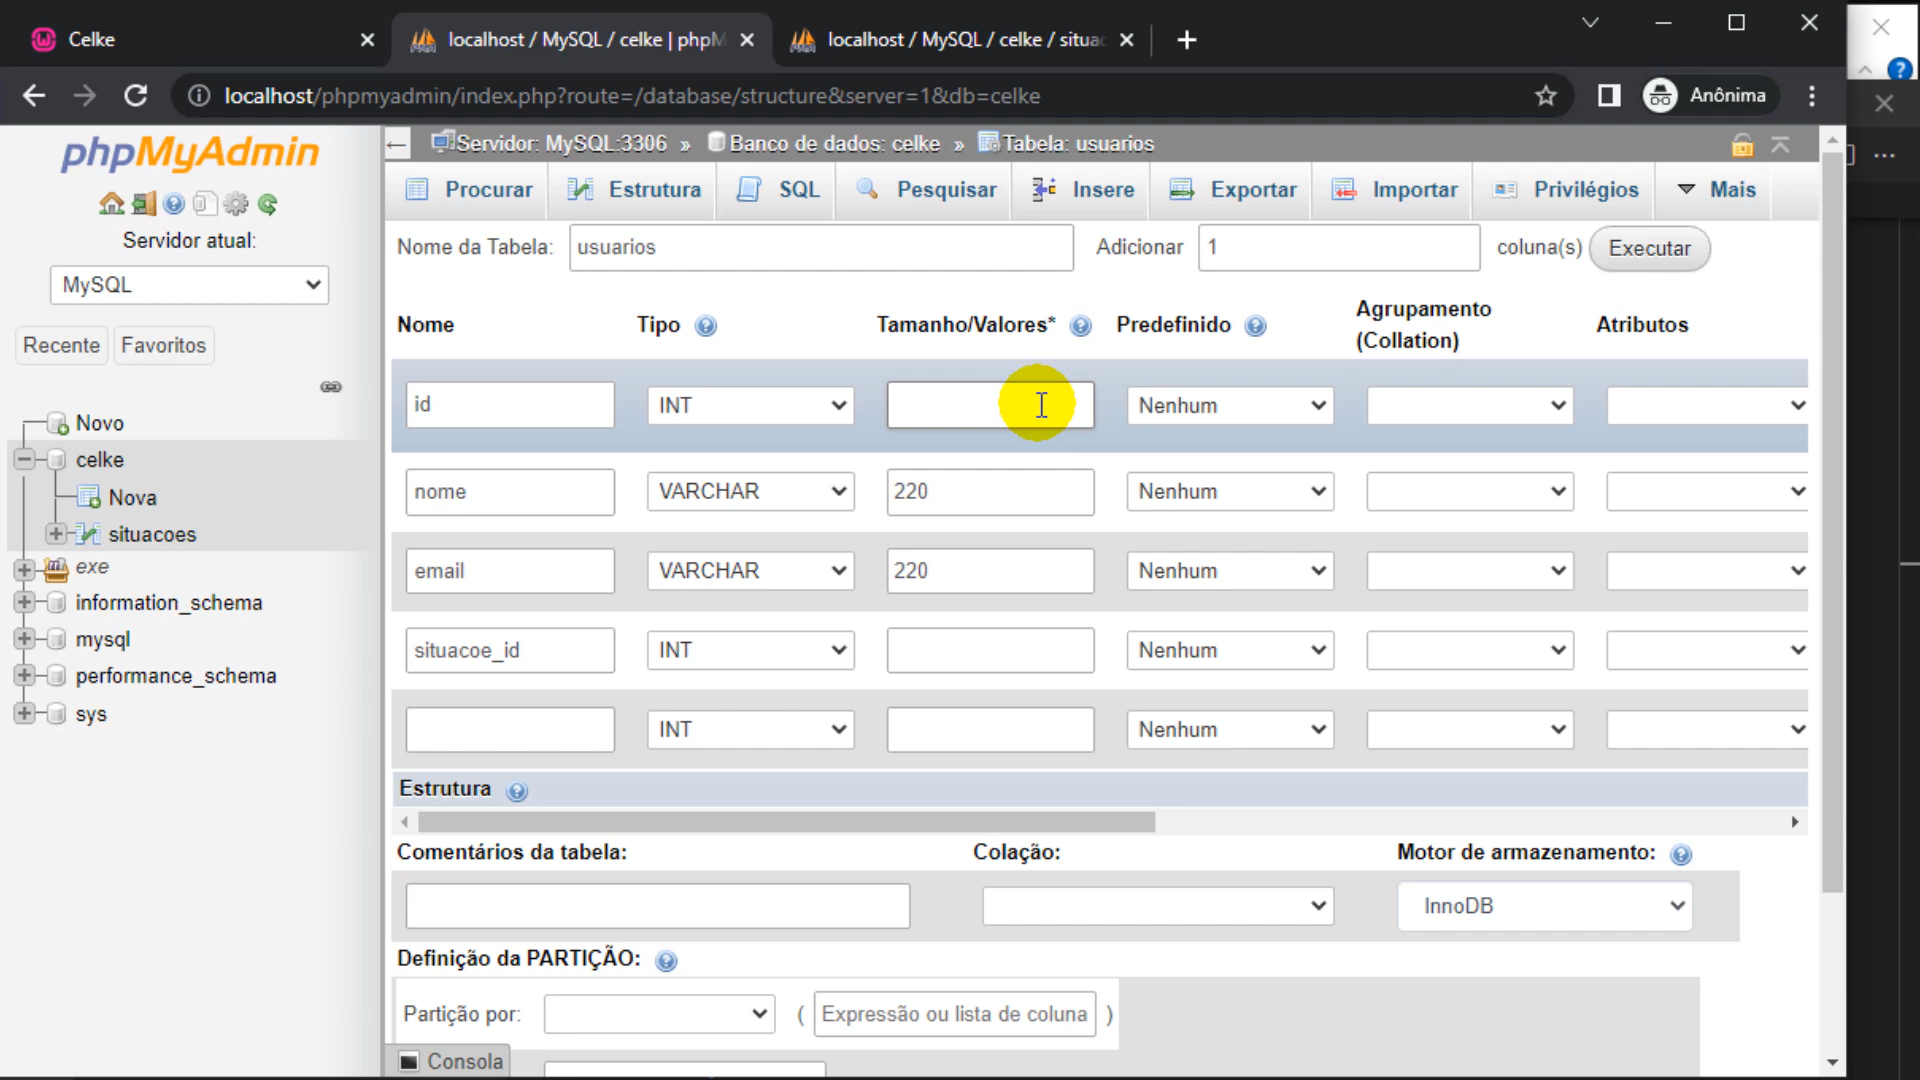 Celke
localhost / MySQL / celke | phpM
localhost / MySQL / celke / situac
localhost/phpmyadmin/index.php?route=/database/structure&server=1&db=celke
Anônima
phpMyAdmin
Servidor atual:
MySQL
Recente
Favoritos
Novo
celke
Nova
situacoes
exe
information_schema
mysql
performance_schema
sys
Servidor: MySQL:3306 » Banco de dados: celke » Tabela: usuarios
Procurar
Estrutura
SQL
Pesquisar
Insere
Exportar
Importar
Privilégios
Mais
Nome da Tabela: usuarios Adicionar 1 coluna(s) Executar
Nome Tipo Tamanho/Valores* Predefinido Agrupamento (Collation) Atributos
id INT Nenhum
nome VARCHAR 220 Nenhum
email VARCHAR 220 Nenhum
situacoe_id INT Nenhum
INT Nenhum
Estrutura
Comentários da tabela: Colação: Motor de armazenamento:
InnoDB
Definição da PARTIÇÃO:
Partição por: ( Expressão ou lista de coluna )
Consola